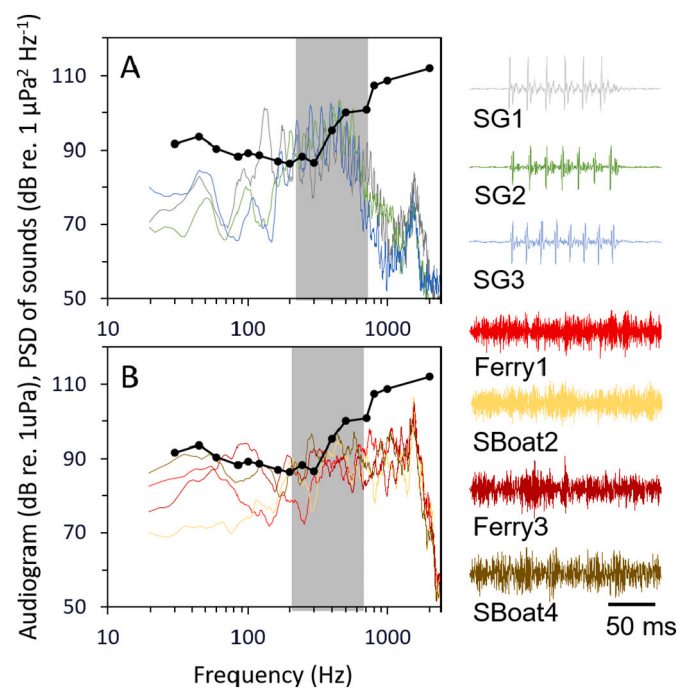 Audiogram (dB re. 1uPa), PSD of sounds (dB re. 1 μPa² Hz⁻¹)
A
110
90
70
50
10
100
1000
B
110
90
70
50
10
100
1000
Frequency (Hz)
SG1
SG2
SG3
Ferry1
SBoat2
Ferry3
SBoat4
50 ms